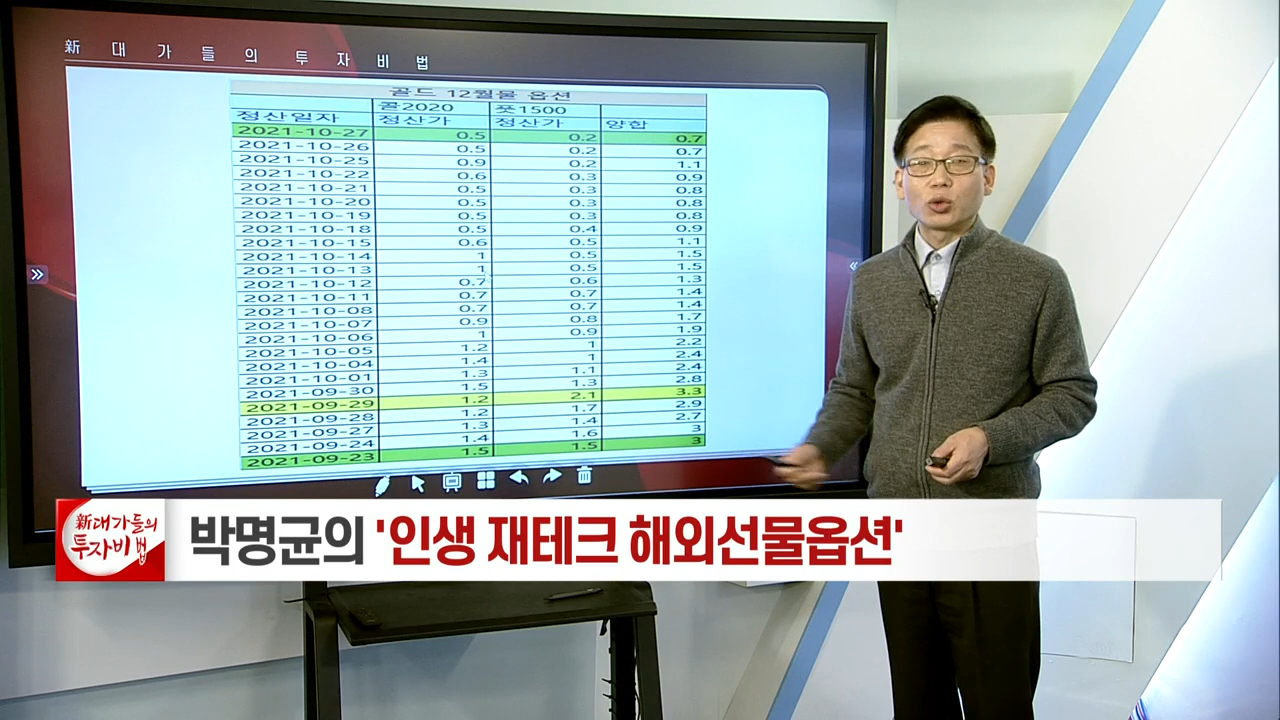 新 대 가 들 의 투 자 비 법
골드 12월물 옵션
콜2020 풋1500
정산일자 정산가 정산가 양합
2021-10-27 0.5 0.2 0.7
2021-10-26 0.5 0.2 0.7
2021-10-25 0.9 0.2 1.1
2021-10-22 0.6 0.3 0.9
2021-10-21 0.5 0.3 0.8
2021-10-20 0.5 0.3 0.8
2021-10-19 0.5 0.3 0.8
2021-10-18 0.5 0.4 0.9
2021-10-15 0.6 0.5 1.1
2021-10-14 1 0.5 1.5
2021-10-13 1 0.5 1.5
2021-10-12 0.7 0.6 1.3
2021-10-11 0.7 0.7 1.4
2021-10-08 0.7 0.7 1.4
2021-10-07 0.9 0.8 1.7
2021-10-06 1 0.9 1.9
2021-10-05 1.2 1 2.2
2021-10-04 1.4 1 2.4
2021-10-01 1.3 1.1 2.4
2021-09-30 1.5 1.3 2.8
2021-09-29 1.2 2.1 3.3
2021-09-28 1.2 1.7 2.9
2021-09-27 1.3 1.4 2.7
2021-09-24 1.4 1.6 3
2021-09-23 1.5 1.5 3
新대가들의
투자비법
박명균의 '인생 재테크 해외선물옵션'